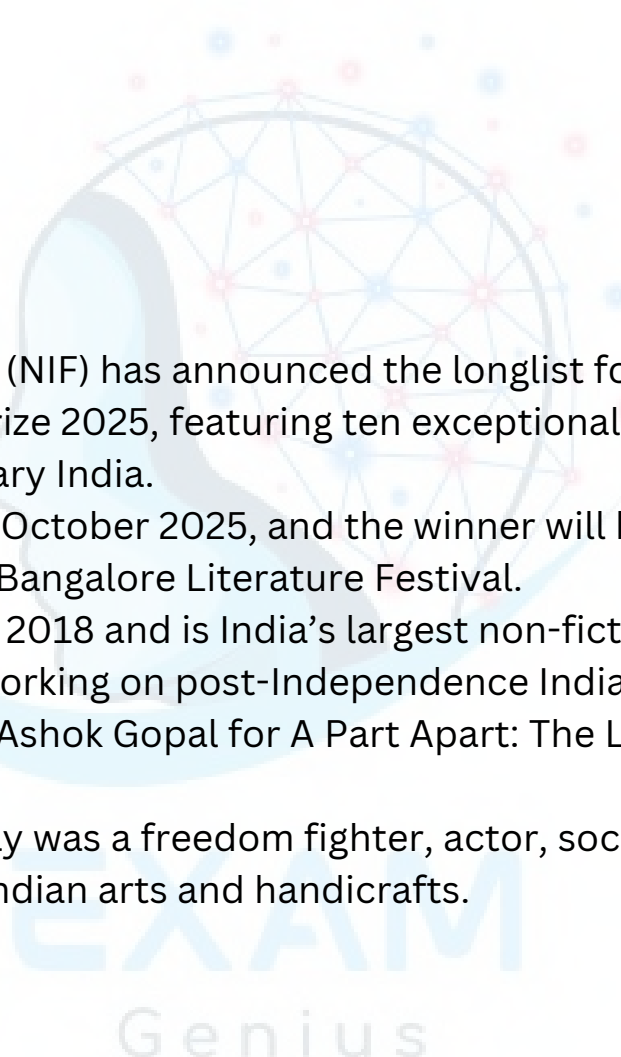 (NIF) has announced the longlist fo
rize 2025, featuring ten exceptional
ary India.
October 2025, and the winner will
Bangalore Literature Festival.
2018 and is India’s largest non-fict
orking on post-Independence India
Ashok Gopal for A Part Apart: The L
y was a freedom fighter, actor, soc
ndian arts and handicrafts.
EXAM
Genius